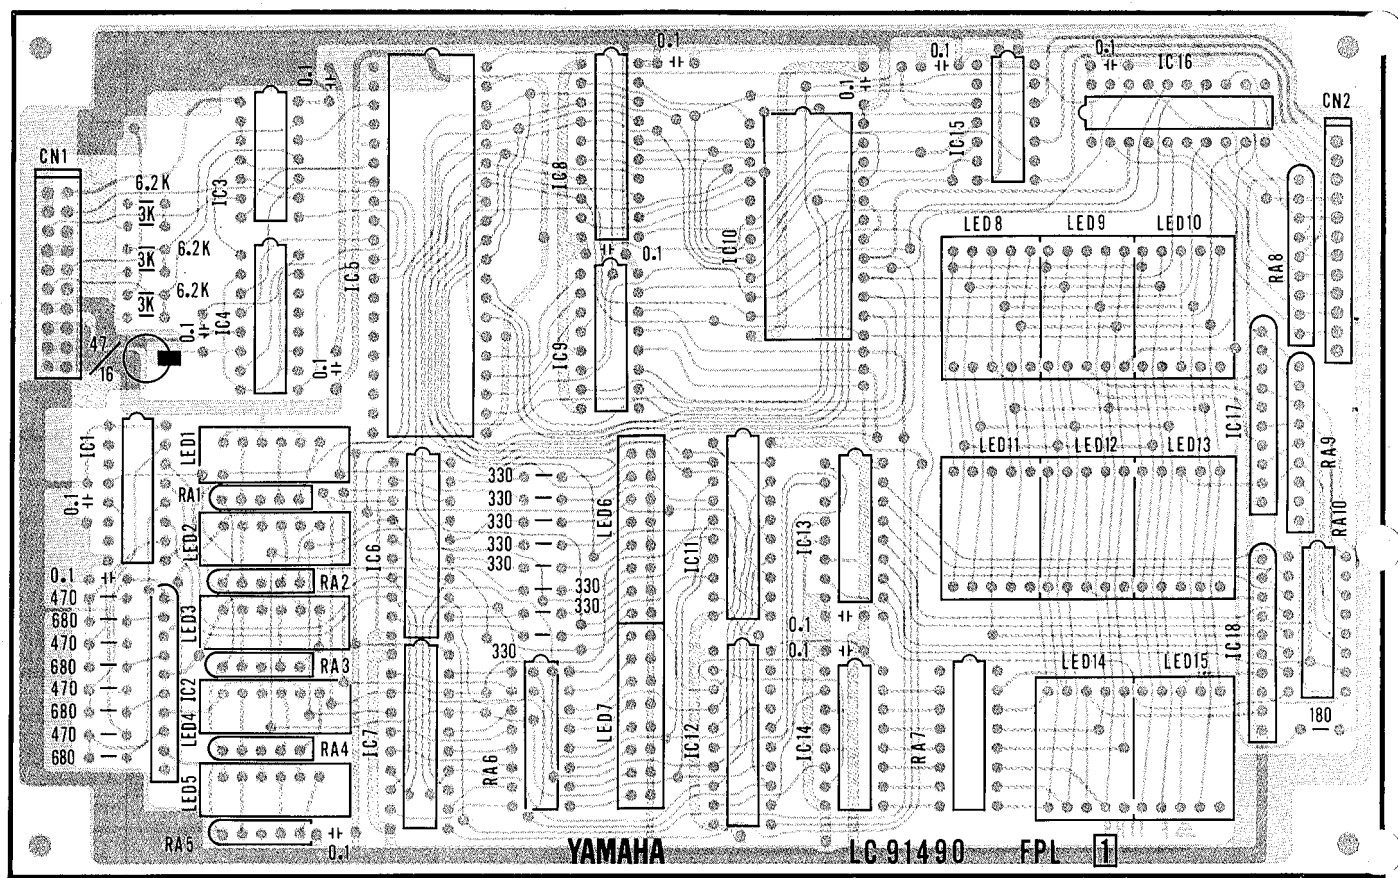 0.1
0.1
0.1
IC16
0.1
0.1
CN2
IC15
CN1
6.2K
IC3
IC8
3K
LED8
LED9
LED10
6.2K
0.1
IC10
3K
IC5
RA8
6.2K
3K
0.1
IC4
47/16
0.1
IC9
IC17
IC1
LED1
LED11
LED12
LED13
RA9
330
RA1
0.1
330
LED6
RA10
330
LED2
IC6
330
IC11
IC13
330
0.1
RA2
330
470
330
680
LED3
0.1
470
IC18
330
0.1
680
RA3
LED14
LED15
470
IC2
680
LED4
LED7
180
470
IC7
IC12
IC14
RA7
680
RA4
RA6
LED5
RA5
0.1
YAMAHA LC91490 FPL 1